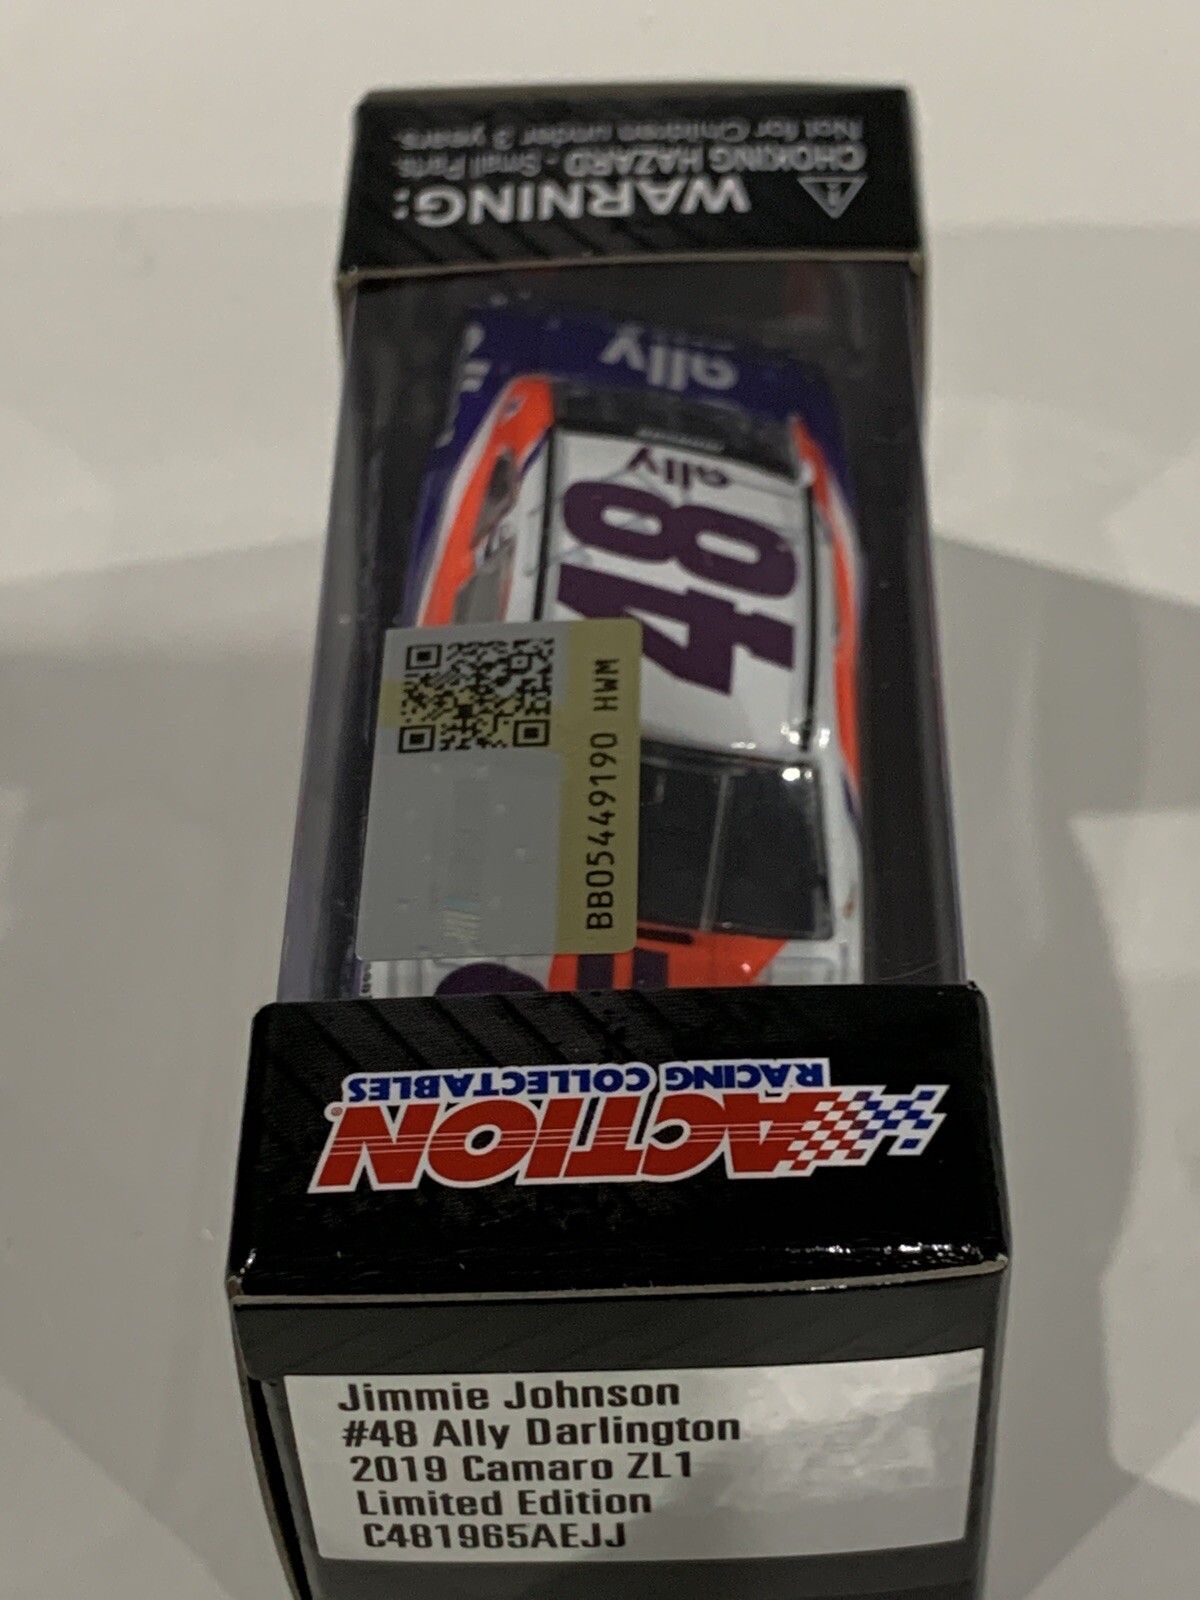 WARNING:
CHOKING HAZARD - Small Parts.
Not for Children under 3 years.
ally
ally
48
BB05449190 HWM
ACTION®
RACING COLLECTABLES
Jimmie Johnson
#48 Ally Darlington
2019 Camaro ZL1
Limited Edition
C481965AEJJ